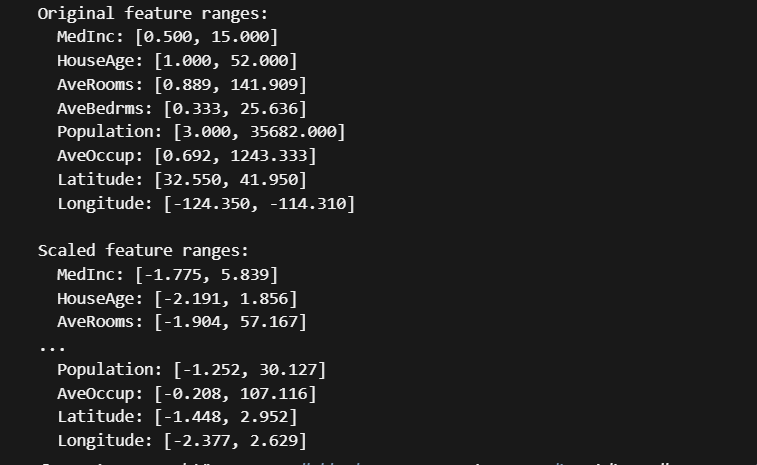 Original feature ranges:
MedInc: [0.500, 15.000]
HouseAge: [1.000, 52.000]
AveRooms: [0.889, 141.909]
AveBedrms: [0.333, 25.636]
Population: [3.000, 35682.000]
AveOccup: [0.692, 1243.333]
Latitude: [32.550, 41.950]
Longitude: [-124.350, -114.310]
Scaled feature ranges:
MedInc: [-1.775, 5.839]
HouseAge: [-2.191, 1.856]
AveRooms: [-1.904, 57.167]
...
Population: [-1.252, 30.127]
AveOccup: [-0.208, 107.116]
Latitude: [-1.448, 2.952]
Longitude: [-2.377, 2.629]